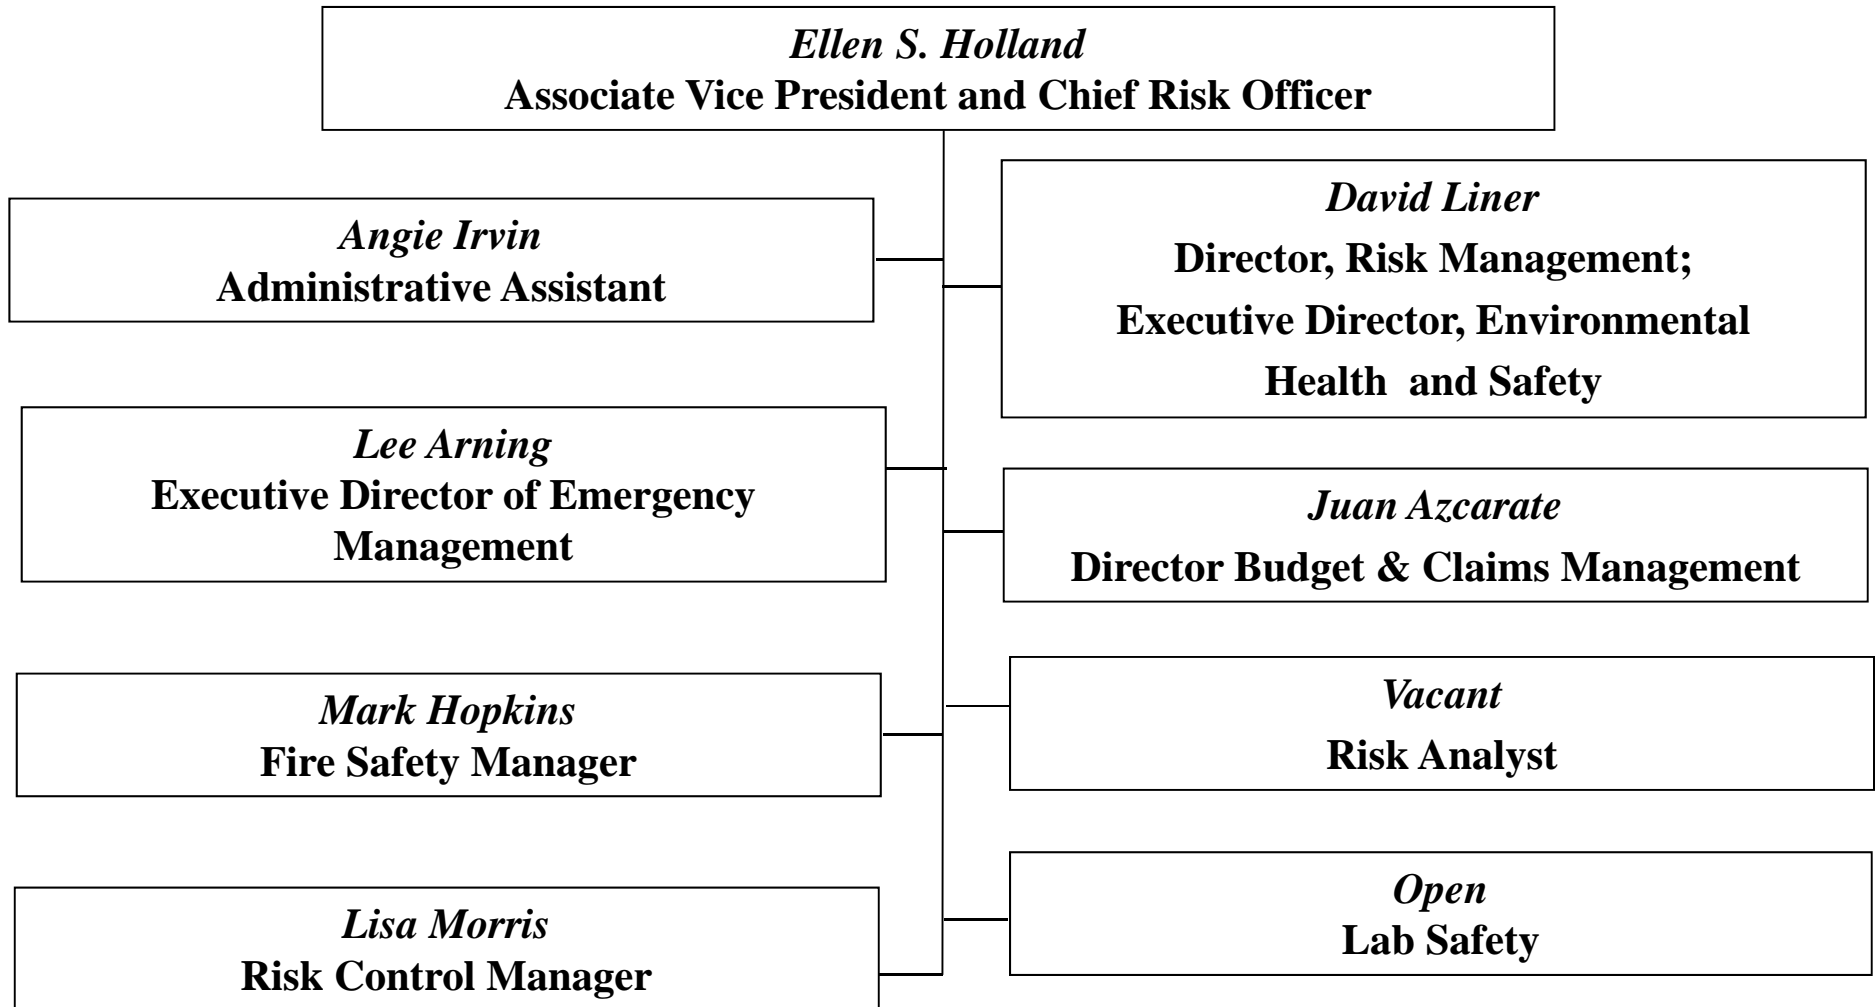 Ellen S. Holland
Associate Vice President and Chief Risk Officer
Angie Irvin
Administrative Assistant
David Liner
Director, Risk Management;
Executive Director, Environmental
Health and Safety
Lee Arning
Executive Director of Emergency
Management
Juan Azcarate
Director Budget & Claims Management
Mark Hopkins
Fire Safety Manager
Vacant
Risk Analyst
Lisa Morris
Risk Control Manager
Open
Lab Safety